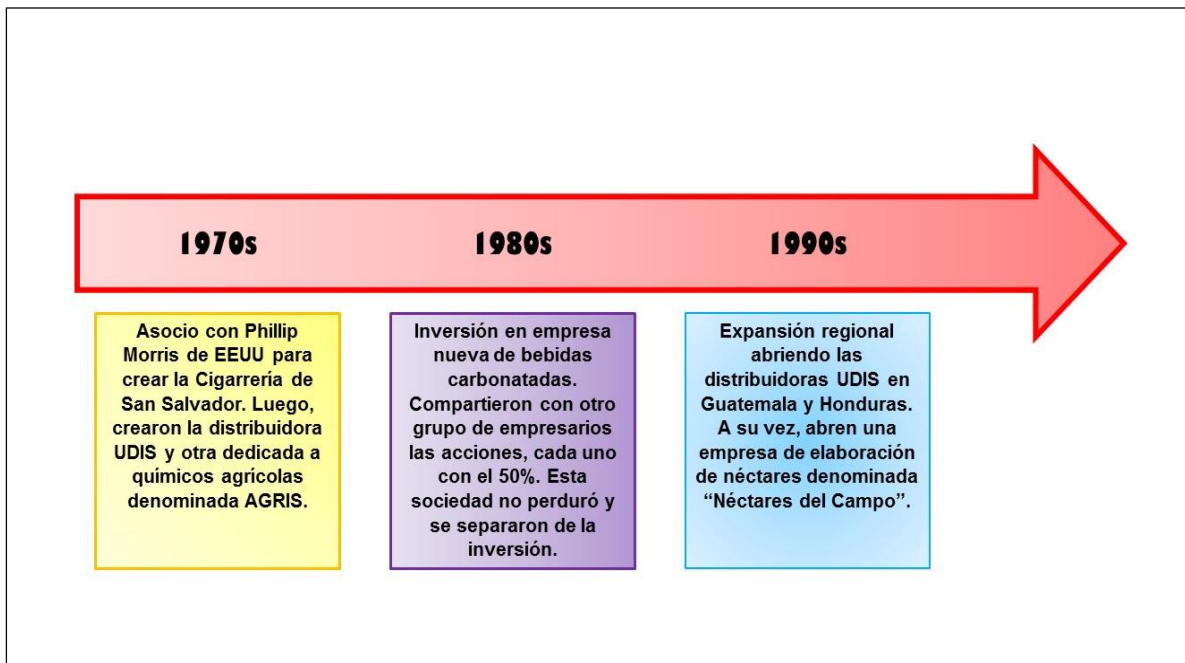 1970s
1980s
1990s
Asocio con Phillip
Morris de EEUU para
crear la Cigarrería de
San Salvador. Luego,
crearon la distribuidora
UDIS y otra dedicada a
químicos agrícolas
denominada AGRIS.
Inversión en empresa
nueva de bebidas
carbonatadas.
Compartieron con otro
grupo de empresarios
las acciones, cada uno
con el 50%. Esta
sociedad no perduró y
se separaron de la
inversión.
Expansión regional
abriendo las
distribuidoras UDIS en
Guatemala y Honduras.
A su vez, abren una
empresa de elaboración
de néctares denominada
“Néctares del Campo”.